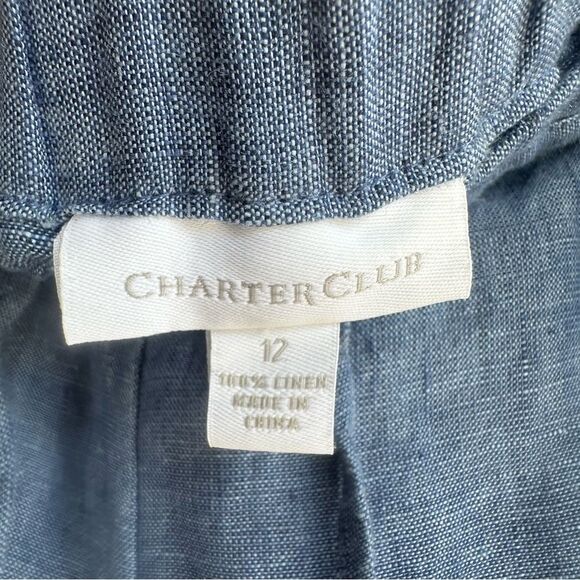 CHARTER CLUB
12
100% LINEN
MADE IN
CHINA